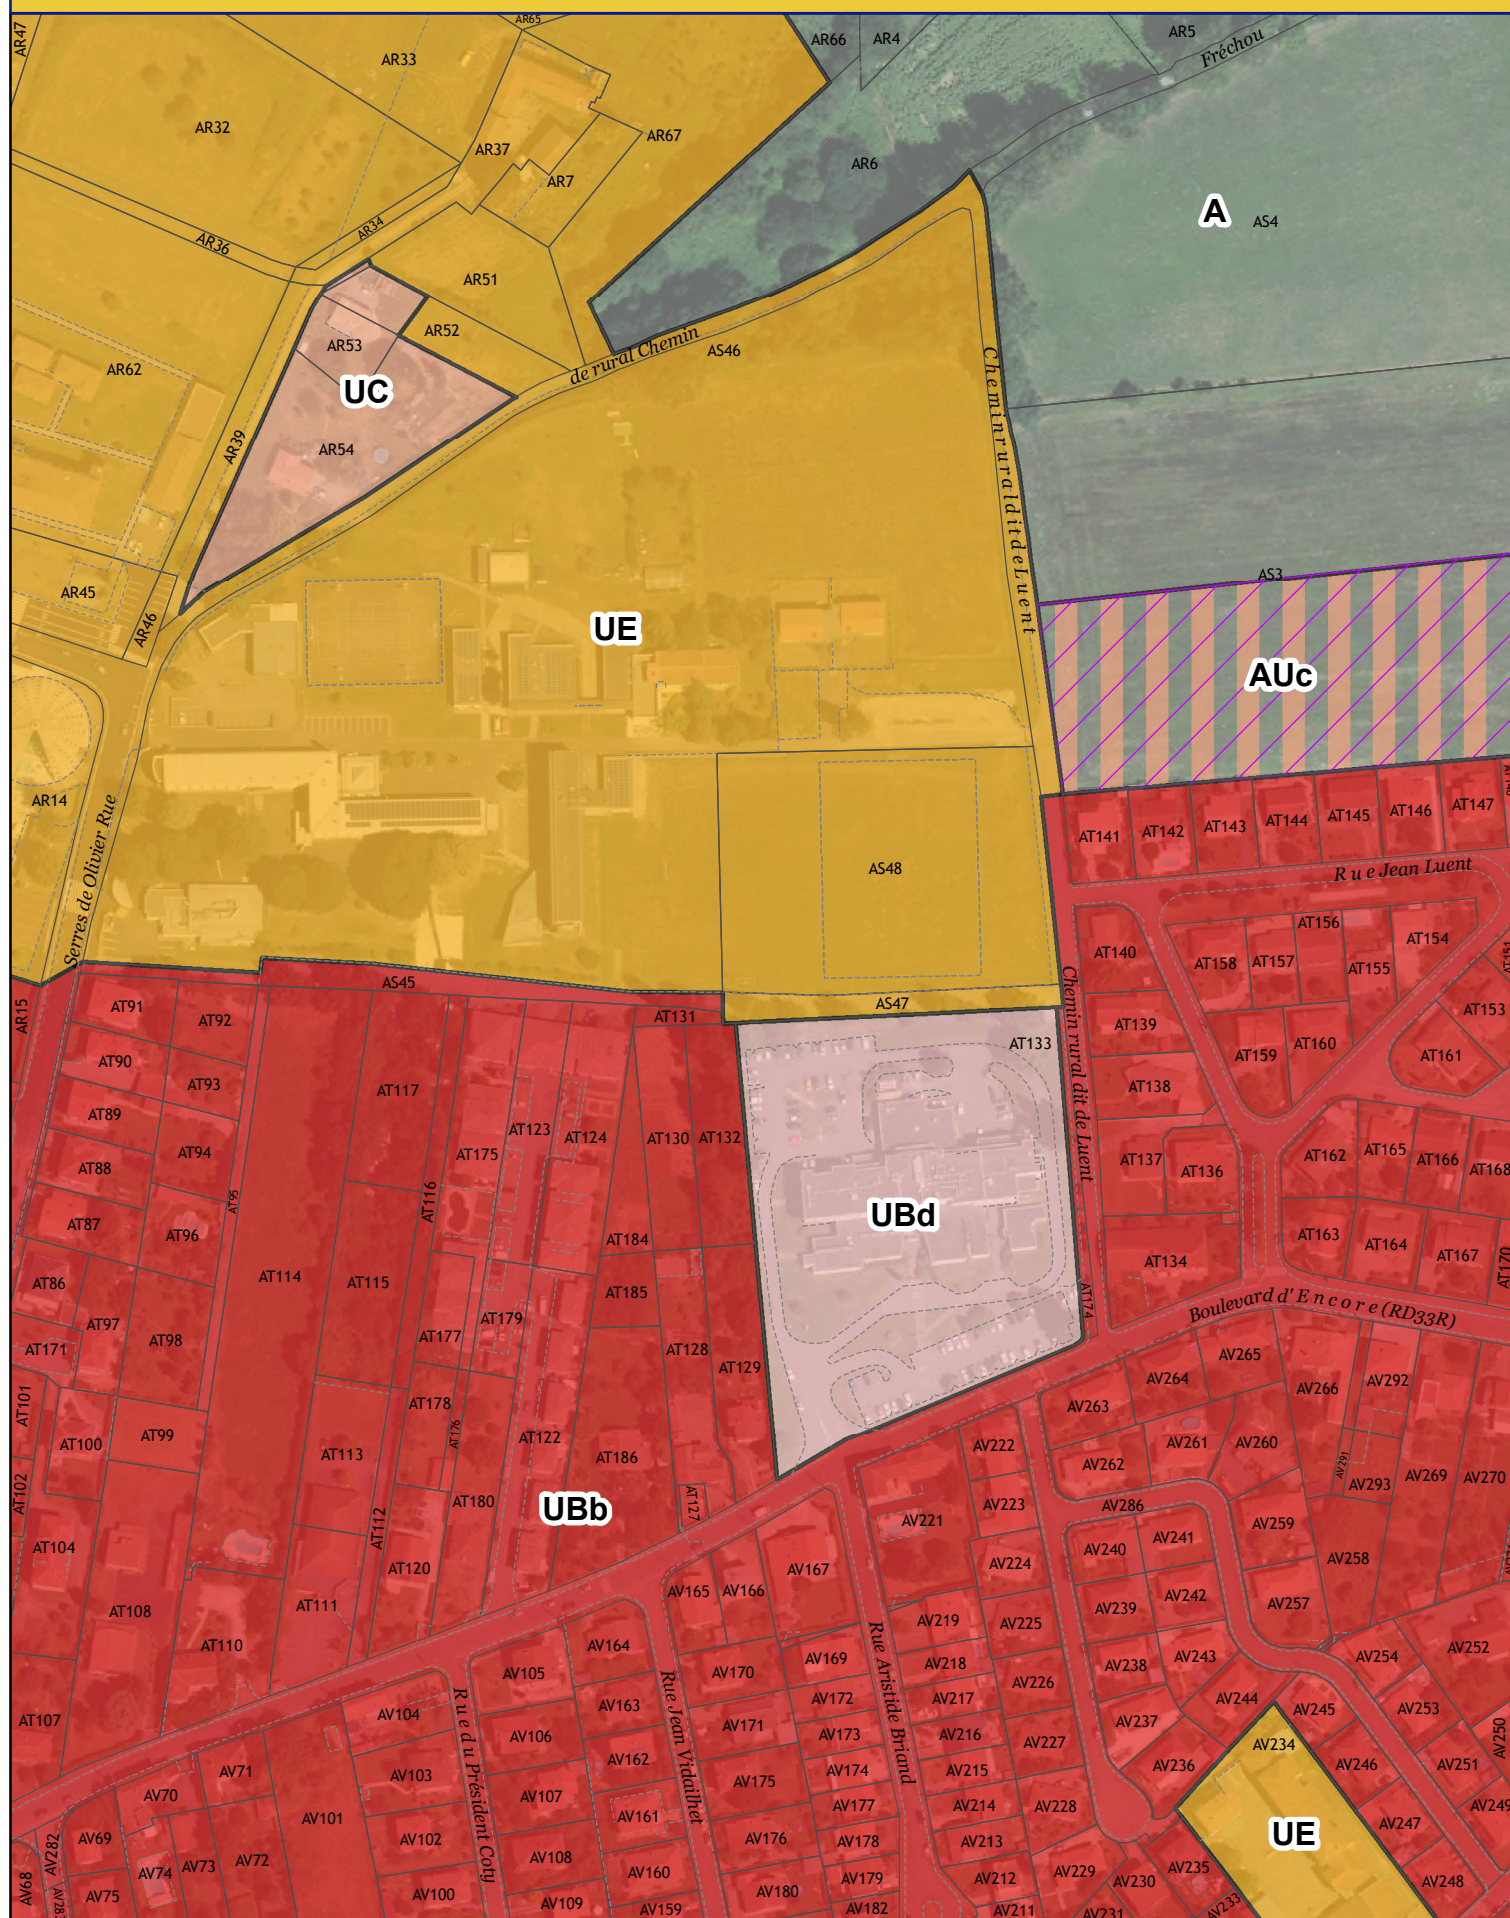 AR47
AR65
AR33
AR66
AR4
AR5
Fréchou
AR32
AR37
AR67
AR7
AR6
A
AS4
AR36
AR34
AR51
AR52
AR53
de rural Chemin
AS46
AR62
UC
AR39
AR54
Chemin rural dit de Luent
AS3
AR45
AR46
UE
AUc
AR14
Serres de Olivier Rue
AS48
AT141
AT142
AT143
AT144
AT145
AT146
AT147
Rue Jean Luent
AT140
AT158
AT157
AT156
AT155
AT154
AT151
AS45
AS47
AR15
AT91
AT92
AT131
AT133
Chemin rural dit de Luent
AT139
AT159
AT160
AT153
AT161
AT90
AT93
AT117
AT89
AT94
AT88
AT175
AT123
AT124
AT130
AT132
AT138
AT137
AT136
AT162
AT165
AT166
AT168
AT95
AT116
AT87
AT96
AT184
UBd
AT163
AT164
AT167
AT170
AT86
AT114
AT115
AT185
AT134
AT174
Boulevard d'Encore (RD33R)
AT97
AT98
AT171
AT177
AT179
AT128
AT129
AV265
AV264
AV266
AV292
AT101
AT178
AT176
AV263
AT100
AT99
AT113
AT122
AT186
AV222
AV262
AV261
AV260
AV291
AV293
AV269
AV270
AT102
AT112
AT180
UBb
AT127
AV221
AV223
AV286
AV259
AT104
AT120
AV167
AV224
AV240
AV241
AV258
AT108
AT111
AV165
AV166
AV239
AV242
AV257
AT110
AV164
Rue Aristide Briand
AV219
AV225
AV105
AV170
AV169
AV218
AV226
AV238
AV243
AV254
AV252
AT107
AV104
Rue du Président Coty
AV163
Rue Jean Vidailhet
AV172
AV217
AV244
AV245
AV253
AV250
AV106
AV171
AV173
AV216
AV227
AV237
AV234
AV71
AV103
AV162
AV174
AV215
AV236
AV246
AV251
AV70
AV101
AV107
AV175
AV177
AV214
AV228
AV249
AV69
AV282
AV102
AV161
AV176
AV178
AV213
UE
AV247
AV68
AV74
AV73
AV72
AV108
AV160
AV179
AV212
AV229
AV230
AV235
AV248
AV75
AV100
AV109
AV159
AV180
AV182
AV211
AV231
AV233